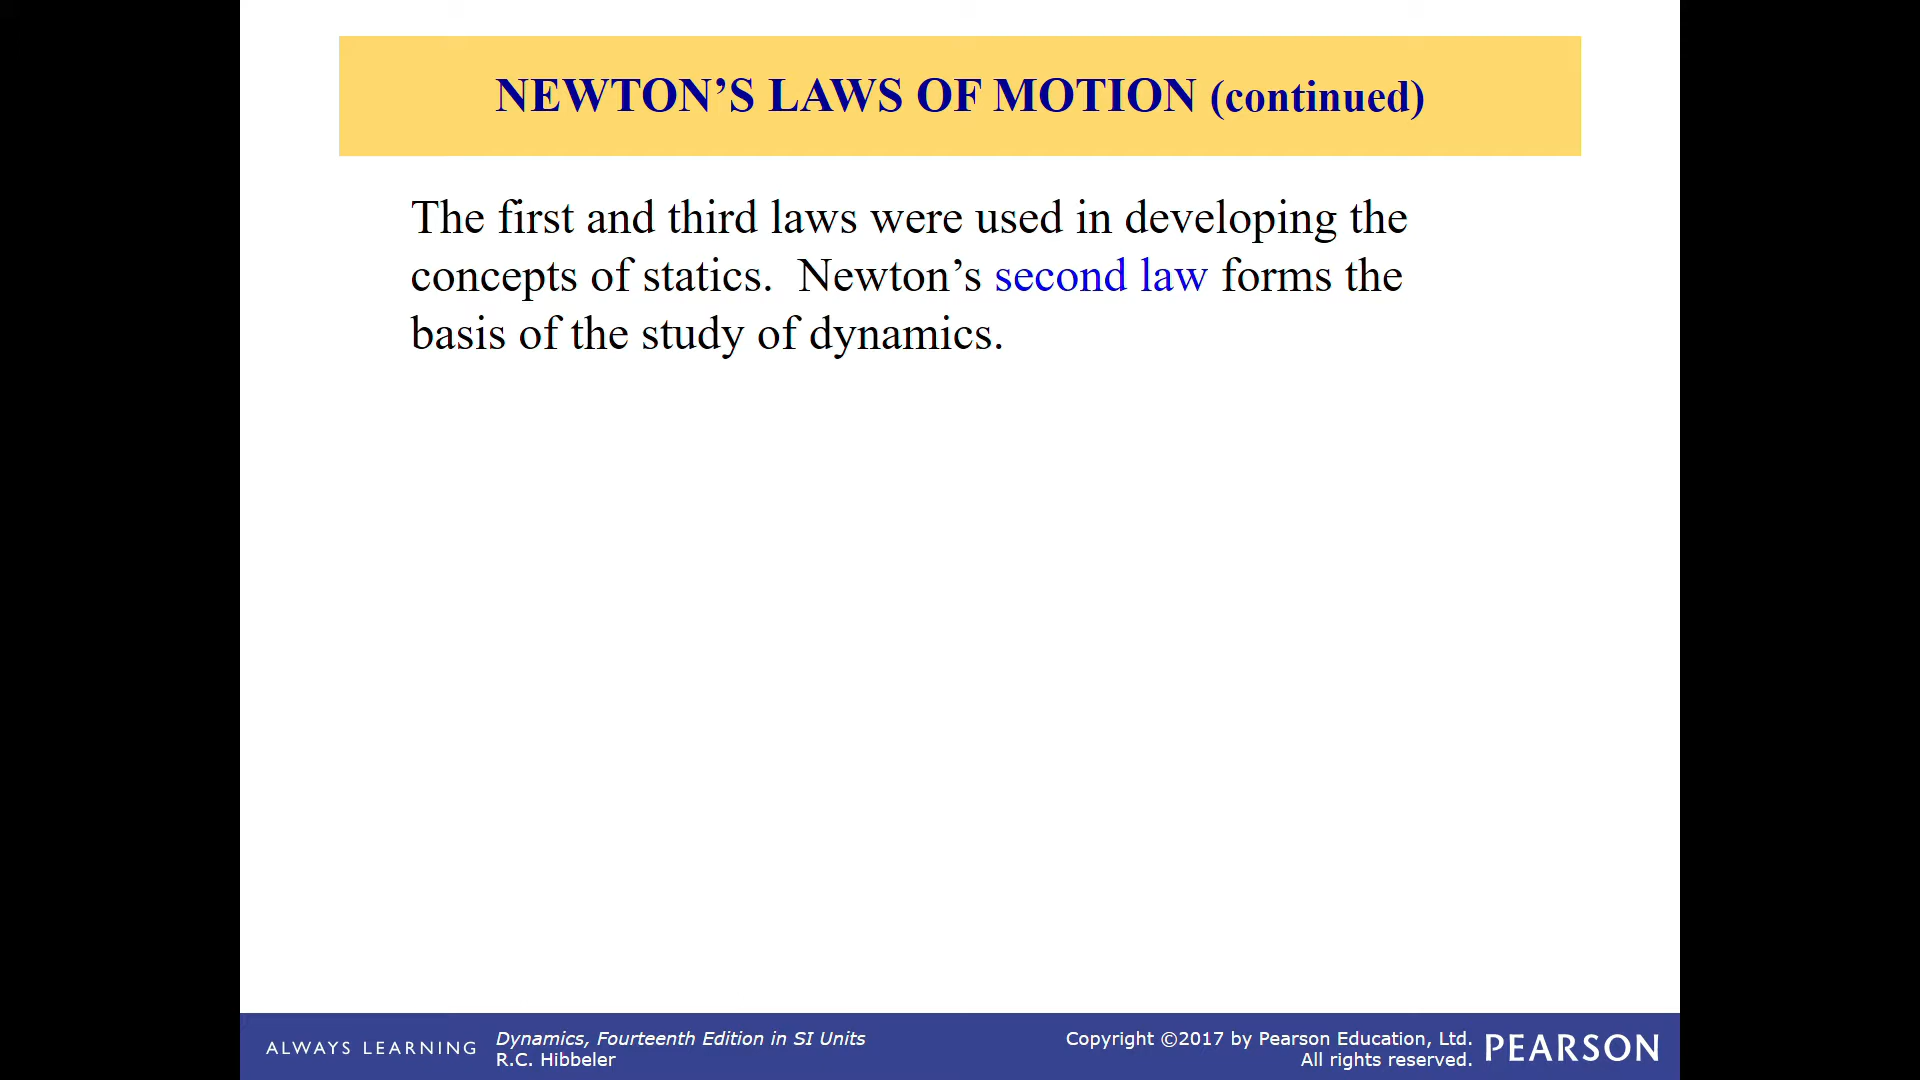 NEWTON’S LAWS OF MOTION (continued)
The first and third laws were used in developing the
concepts of statics.  Newton’s second law forms the
basis of the study of dynamics.
ALWAYS LEARNING
Dynamics, Fourteenth Edition in SI Units
R.C. Hibbeler
Copyright ©2017 by Pearson Education, Ltd.
All rights reserved.
PEARSON